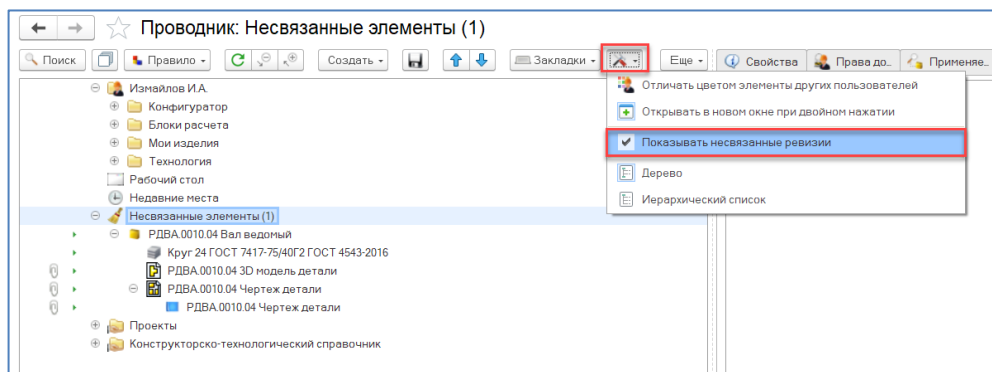 Проводник: Несвязанные элементы (1)
Поиск Правило Создать Закладки Еще Свойства Права до... Применяе...
Измайлов И.А.
Конфигуратор
Блоки расчета
Мои изделия
Технология
Рабочий стол
Недавние места
Несвязанные элементы (1)
РДВА.0010.04 Вал ведомый
Круг 24 ГОСТ 7417-75/40Г2 ГОСТ 4543-2016
РДВА.0010.04 3D модель детали
РДВА.0010.04 Чертеж детали
РДВА.0010.04 Чертеж детали
Проекты
Конструкторско-технологический справочник
Отличать цветом элементы других пользователей
Открывать в новом окне при двойном нажатии
Показывать несвязанные ревизии
Дерево
Иерархический список